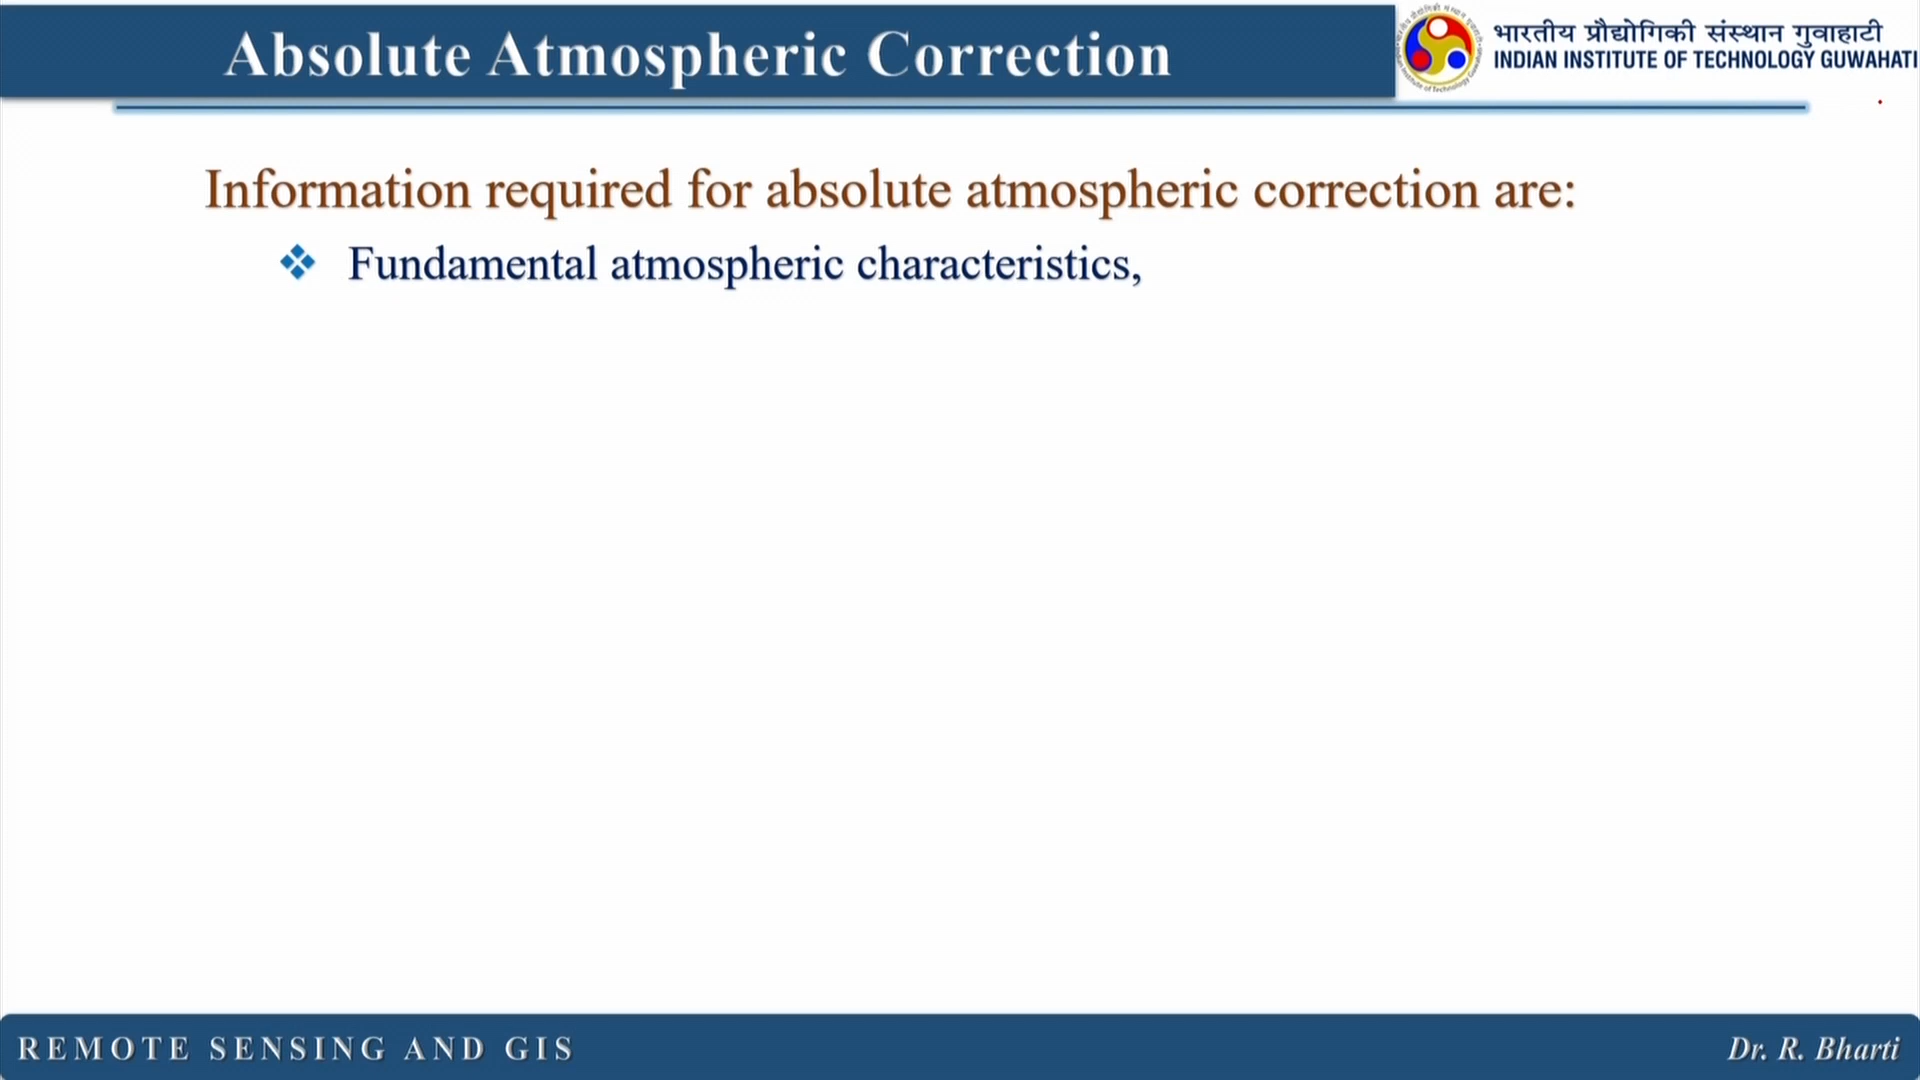 Absolute Atmospheric Correction
भारतीय प्रौद्योगिकी संस्थान गुवाहाटी
INDIAN INSTITUTE OF TECHNOLOGY GUWAHATI
Information required for absolute atmospheric correction are:
❖ Fundamental atmospheric characteristics,
REMOTE SENSING AND GIS
Dr. R. Bharti